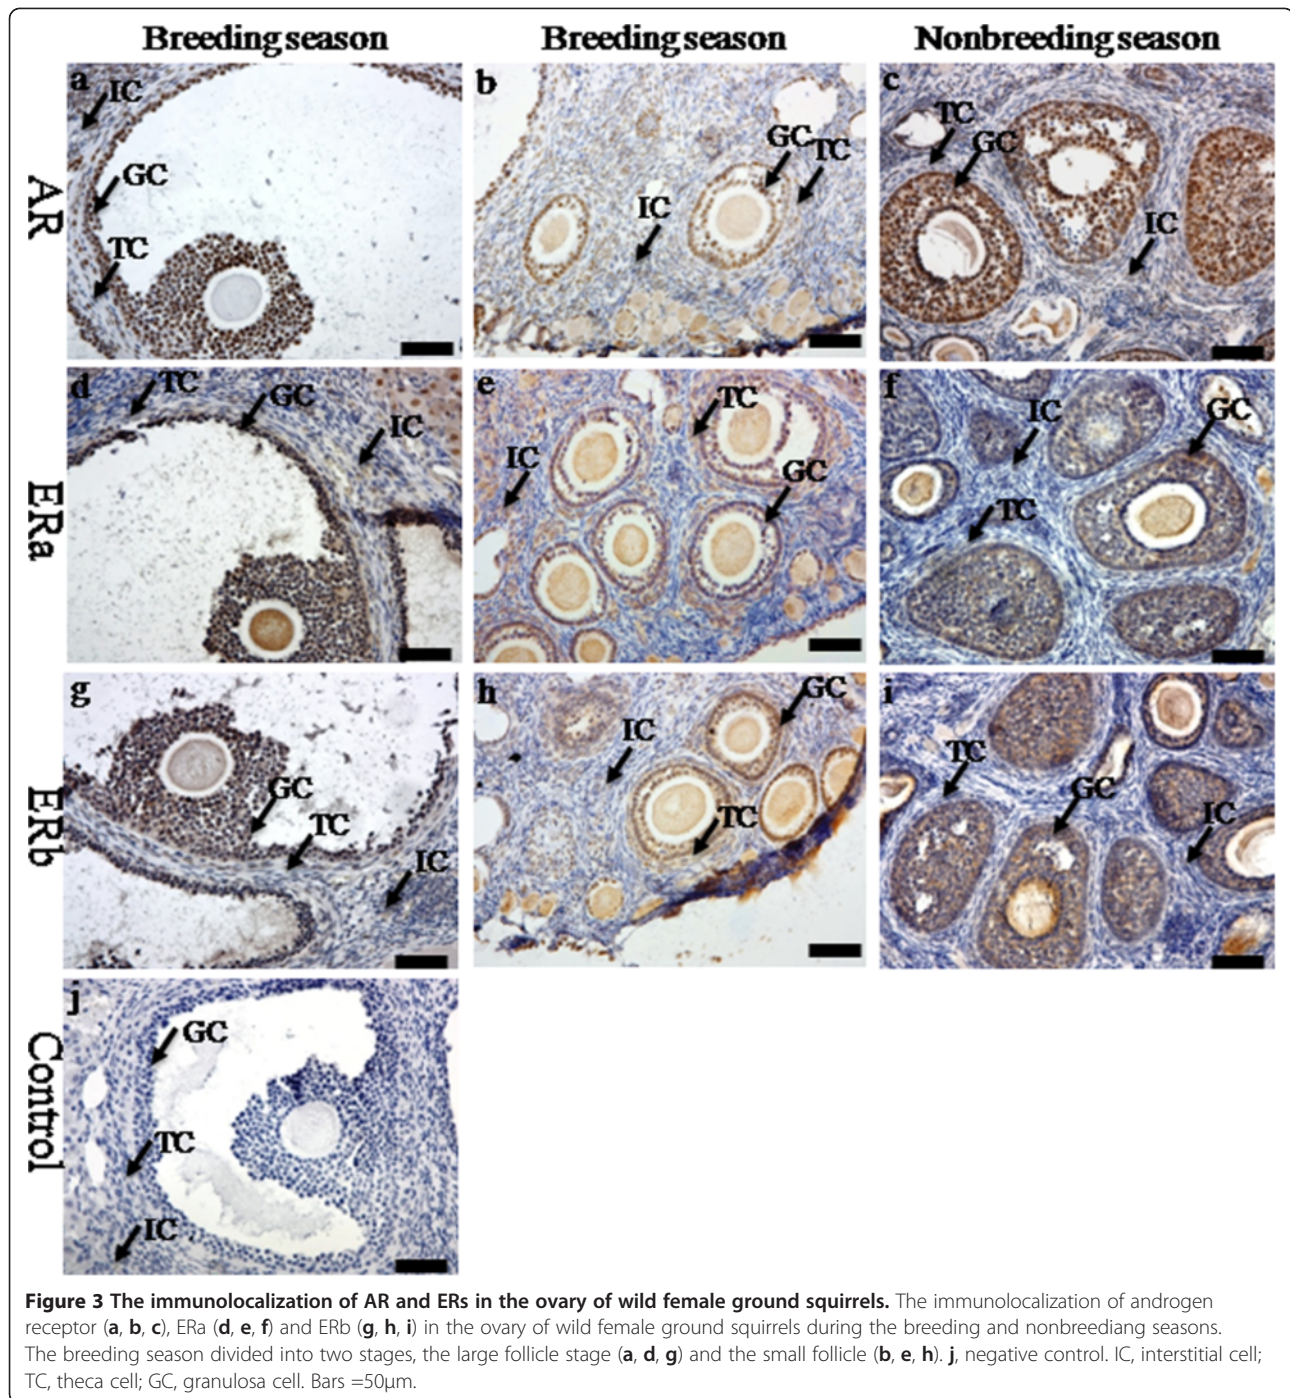 Breeding season Breeding season Nonbreeding season
AR
a IC GC TC
b GC TC IC
c TC GC IC
ERa
d TC GC IC
e TC IC GC
f IC GC TC
ERb
g GC TC IC
h GC IC TC
i TC GC IC
Control
j GC TC IC
Figure 3 The immunolocalization of AR and ERs in the ovary of wild female ground squirrels. The immunolocalization of androgen
receptor (a, b, c), ERa (d, e, f) and ERb (g, h, i) in the ovary of wild female ground squirrels during the breeding and nonbreediang seasons.
The breeding season divided into two stages, the large follicle stage (a, d, g) and the small follicle (b, e, h). j, negative control. IC, interstitial cell;
TC, theca cell; GC, granulosa cell. Bars =50μm.